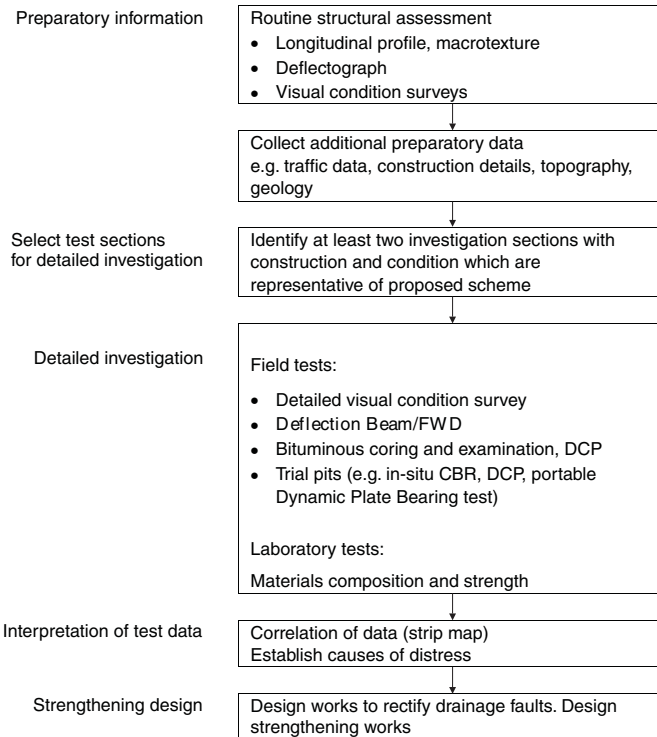 Preparatory information
Routine structural assessment
• Longitudinal profile, macrotexture
• Deflectograph
• Visual condition surveys
Collect additional preparatory data
e.g. traffic data, construction details, topography,
geology
Select test sections
for detailed investigation
Identify at least two investigation sections with
construction and condition which are
representative of proposed scheme
Detailed investigation
Field tests:
• Detailed visual condition survey
• Deflection Beam/FWD
• Bituminous coring and examination, DCP
• Trial pits (e.g. in-situ CBR, DCP, portable
Dynamic Plate Bearing test)
Laboratory tests:
Materials composition and strength
Interpretation of test data
Correlation of data (strip map)
Establish causes of distress
Strengthening design
Design works to rectify drainage faults. Design
strengthening works